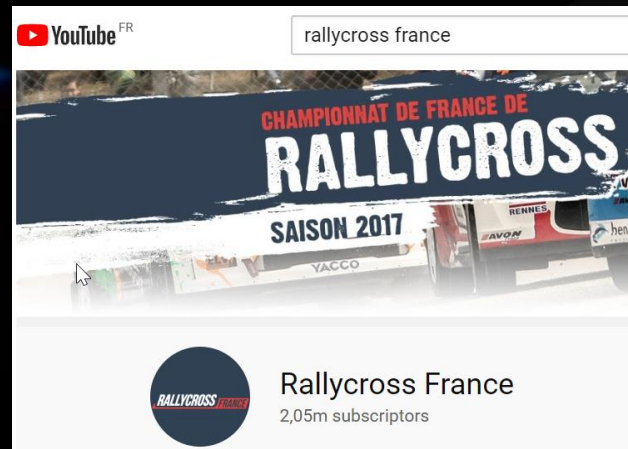 YouTube FR
rallycross france
CHAMPIONNAT DE FRANCE DE
RALLYCROSS
SAISON 2017
RENNES
AVON
YACCO
RALLYCROSS FRANCE
Rallycross France
2,05m subscriptors